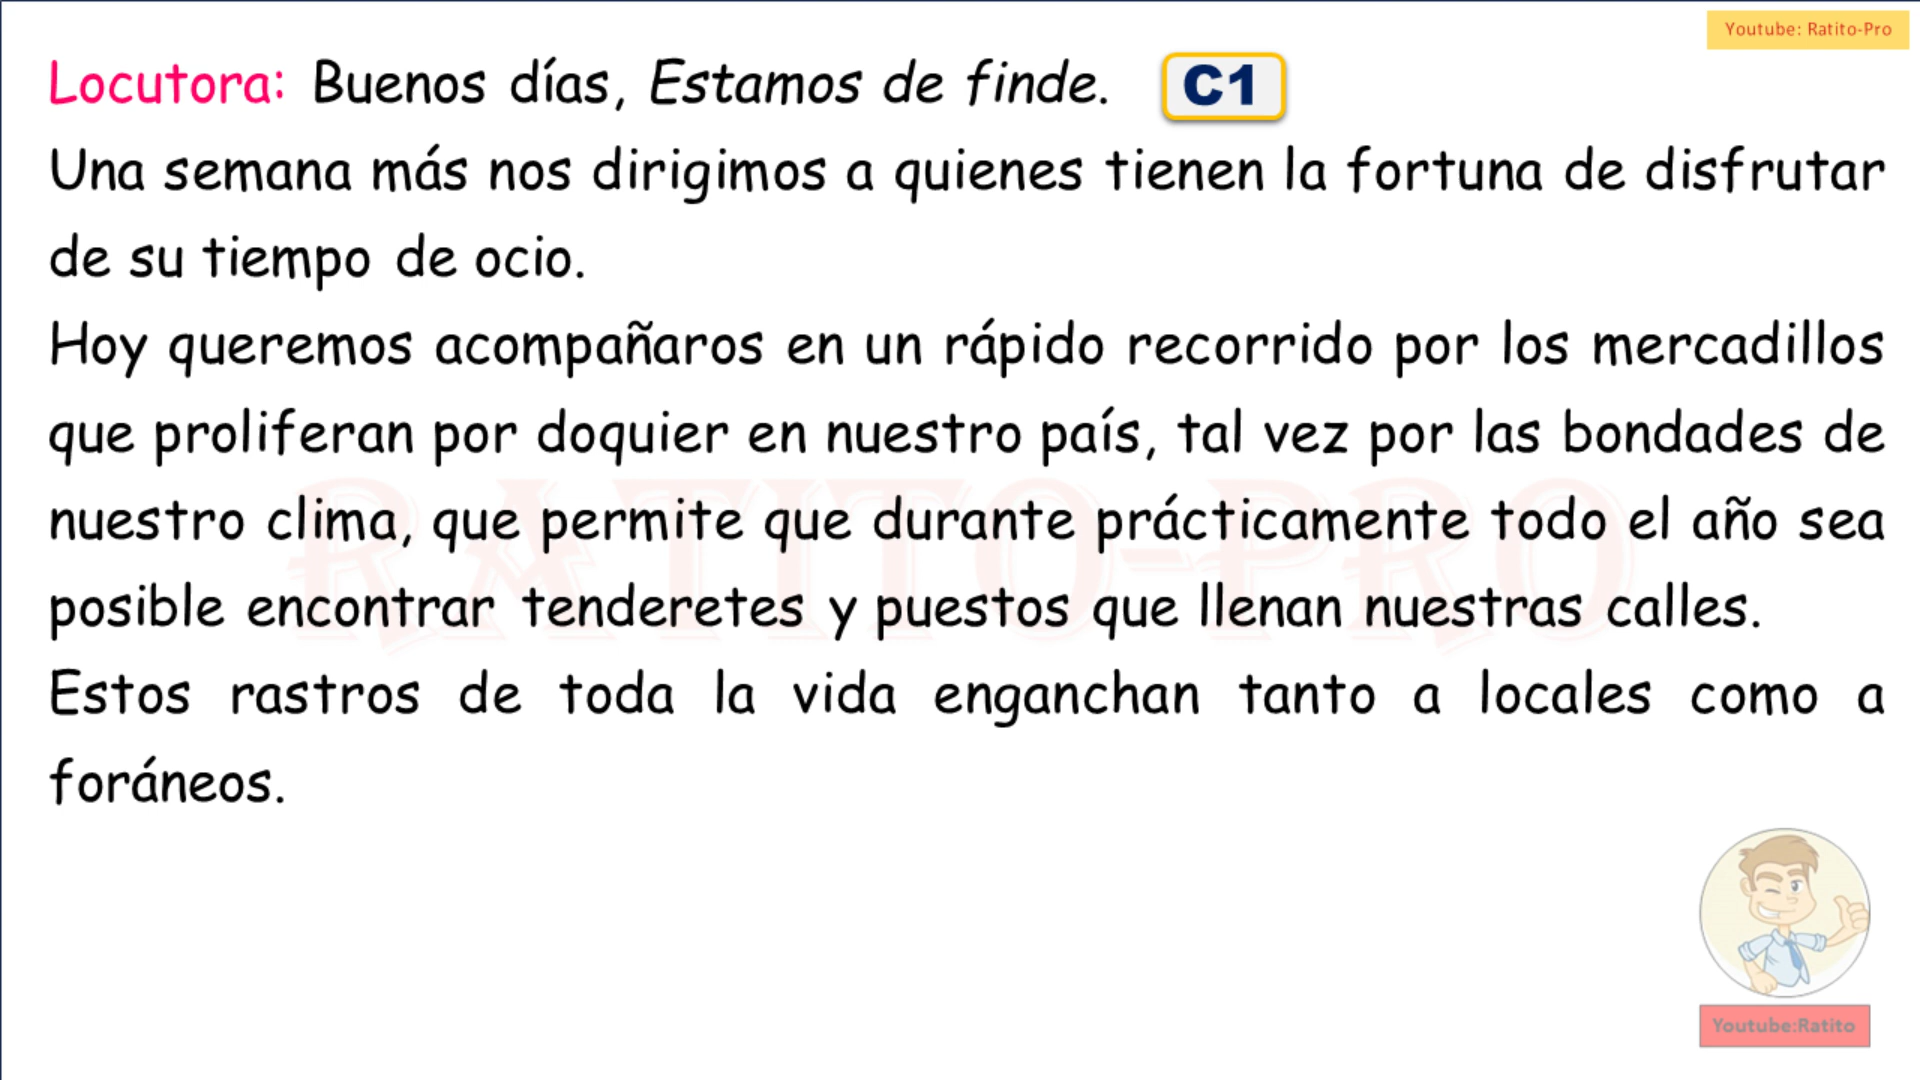 Youtube: Ratito-Pro
Locutora: Buenos días, Estamos de finde. C1
Una semana más nos dirigimos a quienes tienen la fortuna de disfrutar
de su tiempo de ocio.
Hoy queremos acompañaros en un rápido recorrido por los mercadillos
que proliferan por doquier en nuestro país, tal vez por las bondades de
nuestro clima, que permite que durante prácticamente todo el año sea
posible encontrar tenderetes y puestos que llenan nuestras calles.
Estos rastros de toda la vida enganchan tanto a locales como a
foráneos.
RATITO-PRO
Youtube:Ratito